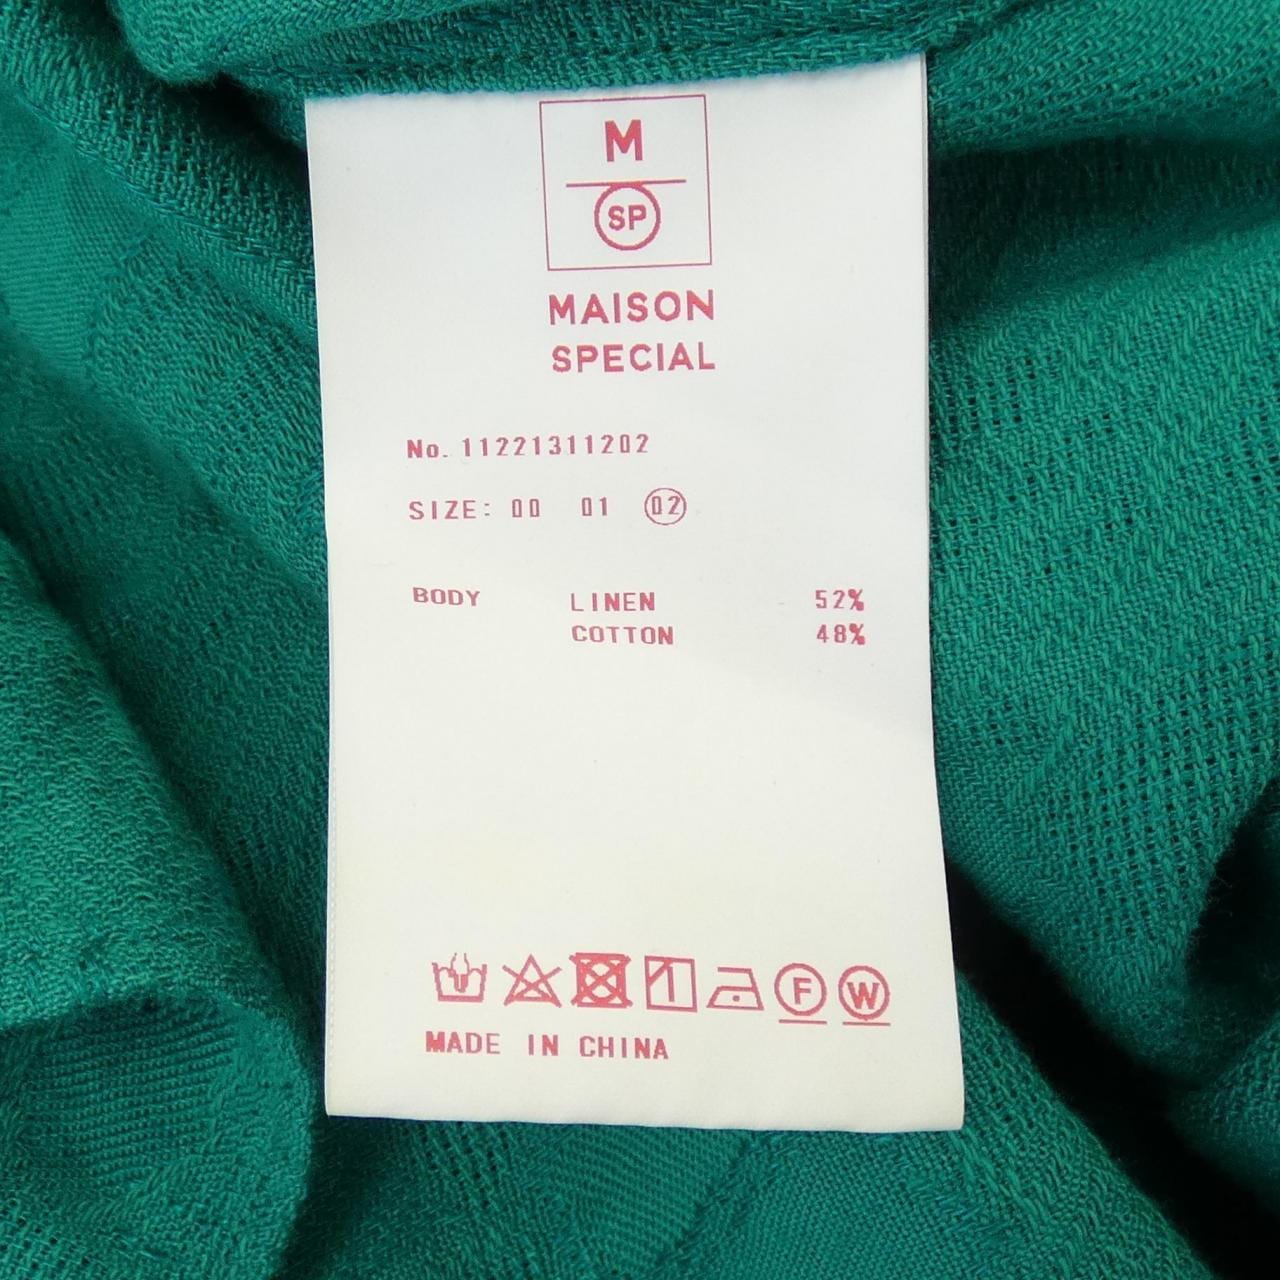 M
SP
MAISON
SPECIAL
No. 11221311202
SIZE: 00 01 02
BODY LINEN 52%
COTTON 48%
F W
MADE IN CHINA